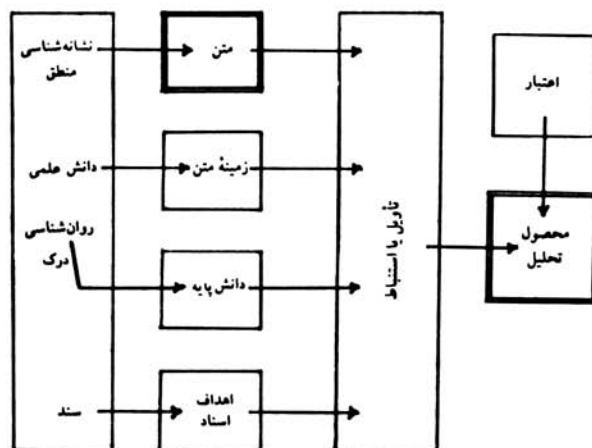 نشانه‌شناسی
منطق
متن
اعتبار
دانش علمی
زمینهٔ متن
روان‌شناسی
درک
دانش پایه
تأویل یا استنباط
محصول
تحلیل
سند
اهداف
اسناد